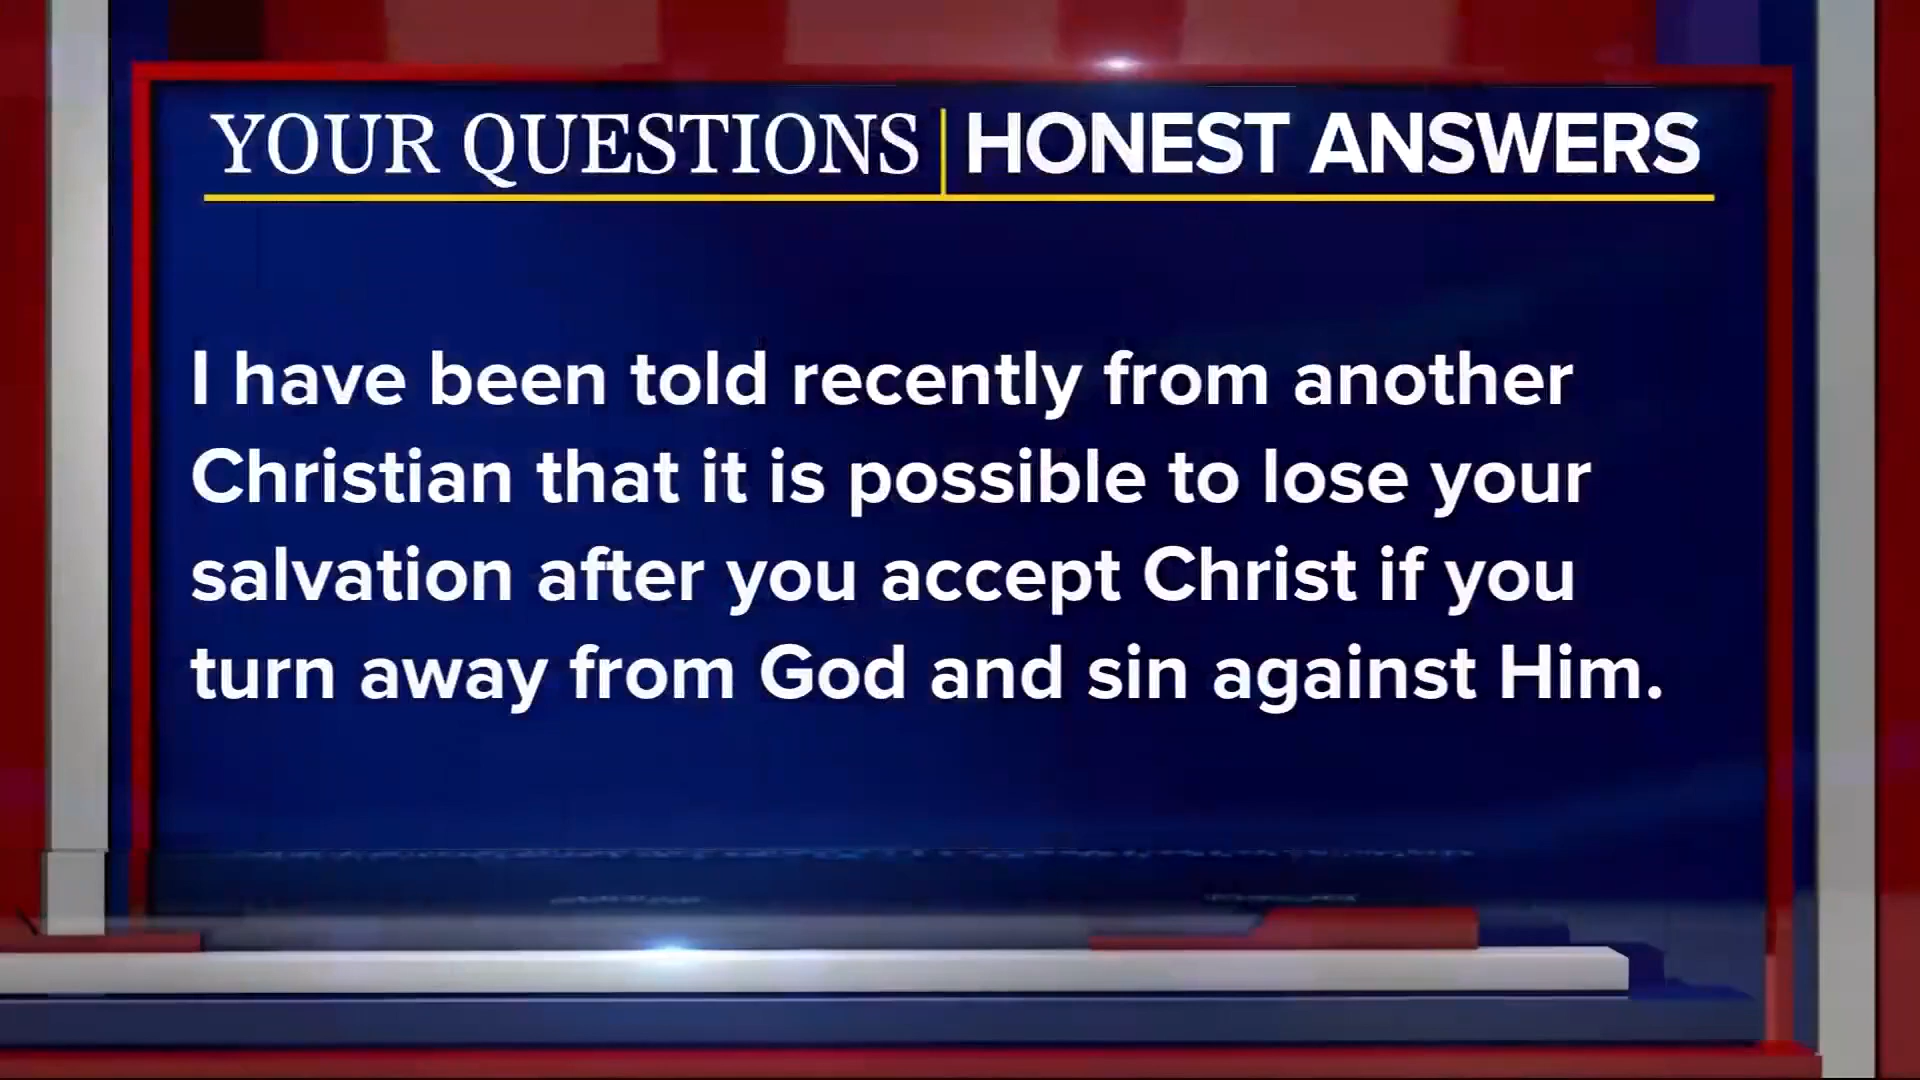 YOUR QUESTIONS | HONEST ANSWERS
I have been told recently from another
Christian that it is possible to lose your
salvation after you accept Christ if you
turn away from God and sin against Him.